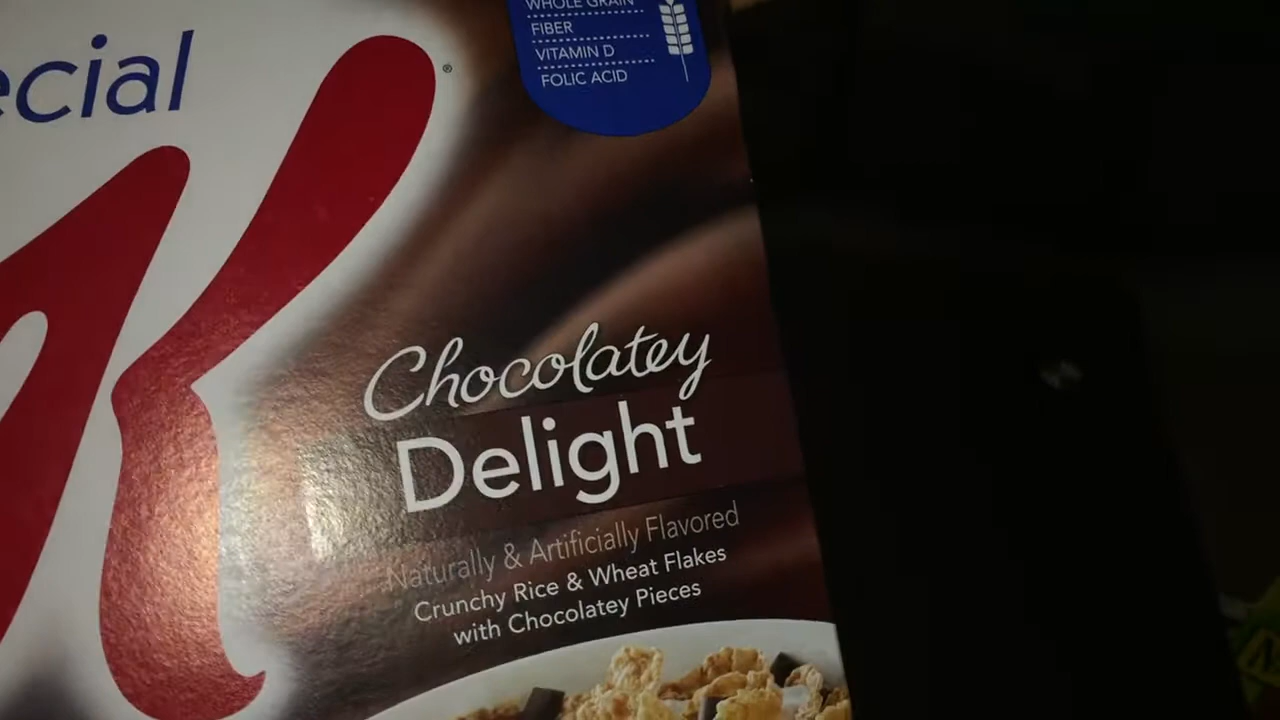 ecial
K
®
WHOLE GRAIN
FIBER
VITAMIN D
FOLIC ACID
Chocolatey
Delight
Naturally & Artificially Flavored
Crunchy Rice & Wheat Flakes
with Chocolatey Pieces